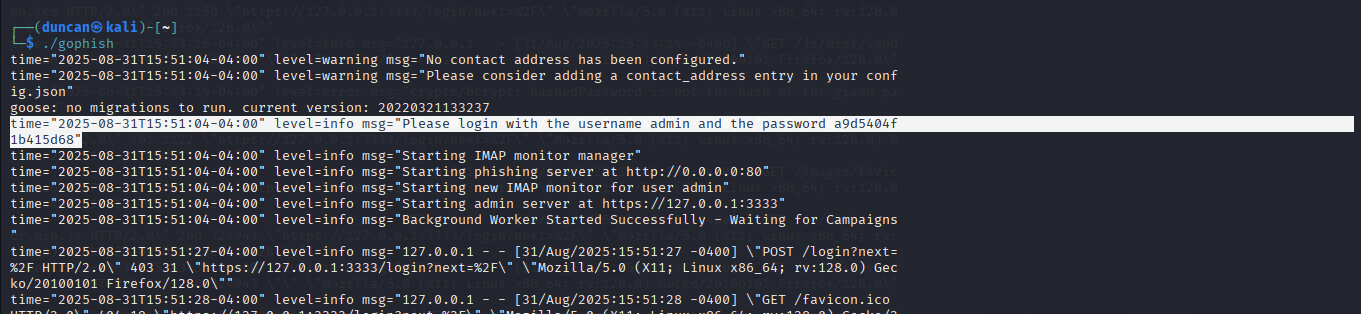 ┌──(duncan㉿kali)-[~]
└─$ ./gophish
time="2025-08-31T15:51:04-04:00" level=warning msg="No contact address has been configured."
time="2025-08-31T15:51:04-04:00" level=warning msg="Please consider adding a contact_address entry in your conf
ig.json"
goose: no migrations to run. current version: 20220321133237
time="2025-08-31T15:51:04-04:00" level=info msg="Please login with the username admin and the password a9d5404f
1b415d68"
time="2025-08-31T15:51:04-04:00" level=info msg="Starting IMAP monitor manager"
time="2025-08-31T15:51:04-04:00" level=info msg="Starting phishing server at http://0.0.0.0:80"
time="2025-08-31T15:51:04-04:00" level=info msg="Starting new IMAP monitor for user admin"
time="2025-08-31T15:51:04-04:00" level=info msg="Starting admin server at https://127.0.0.1:3333"
time="2025-08-31T15:51:04-04:00" level=info msg="Background Worker Started Successfully - Waiting for Campaigns
"
time="2025-08-31T15:51:27-04:00" level=info msg="127.0.0.1 - - [31/Aug/2025:15:51:27 -0400] \"POST /login?next=
%2F HTTP/2.0\" 403 31 \"https://127.0.0.1:3333/login?next=%2F\" \"Mozilla/5.0 (X11; Linux x86_64; rv:128.0) Gec
ko/20100101 Firefox/128.0\""
time="2025-08-31T15:51:28-04:00" level=info msg="127.0.0.1 - - [31/Aug/2025:15:51:28 -0400] \"GET /favicon.ico